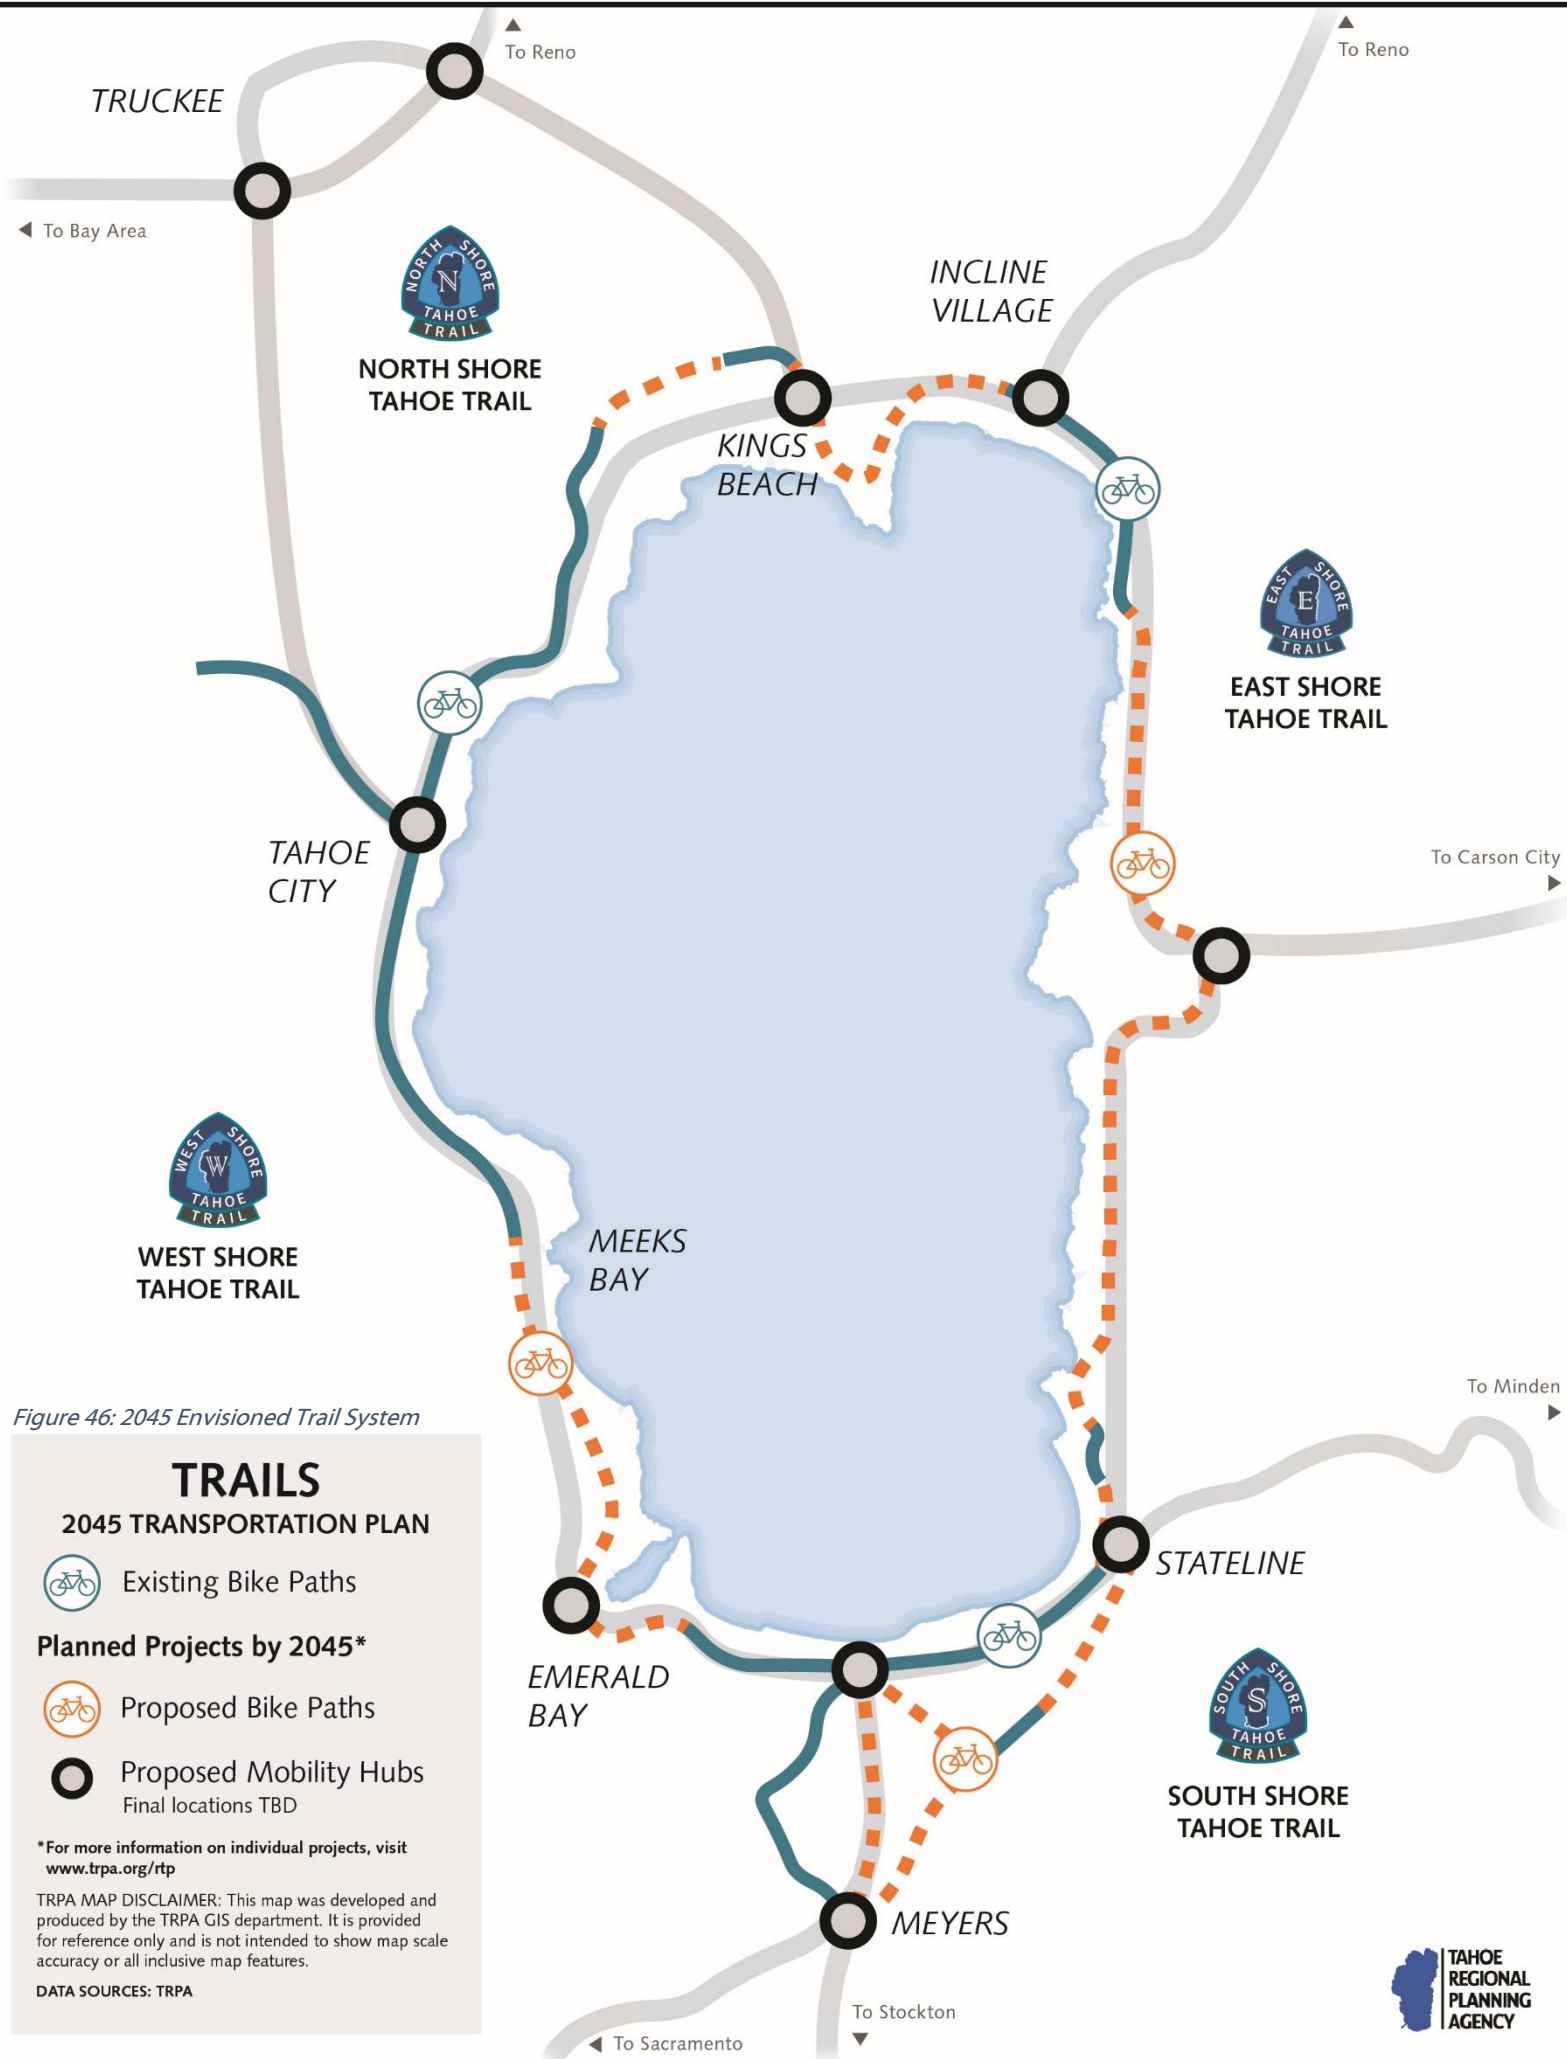 To Reno
To Reno
TRUCKEE
To Bay Area
NORTH SHORE
N
TAHOE
TRAIL
NORTH SHORE
TAHOE TRAIL
INCLINE
VILLAGE
KINGS
BEACH
EAST SHORE
E
TAHOE
TRAIL
EAST SHORE
TAHOE TRAIL
TAHOE
CITY
To Carson City
WEST SHORE
W
TAHOE
TRAIL
WEST SHORE
TAHOE TRAIL
MEEKS
BAY
To Minden
Figure 46: 2045 Envisioned Trail System
TRAILS
2045 TRANSPORTATION PLAN
Existing Bike Paths
Planned Projects by 2045*
Proposed Bike Paths
Proposed Mobility Hubs
Final locations TBD
*For more information on individual projects, visit
www.trpa.org/rtp
TRPA MAP DISCLAIMER: This map was developed and
produced by the TRPA GIS department. It is provided
for reference only and is not intended to show map scale
accuracy or all inclusive map features.
DATA SOURCES: TRPA
STATELINE
EMERALD
BAY
SOUTH SHORE
S
TAHOE
TRAIL
SOUTH SHORE
TAHOE TRAIL
MEYERS
To Stockton
To Sacramento
TAHOE
REGIONAL
PLANNING
AGENCY